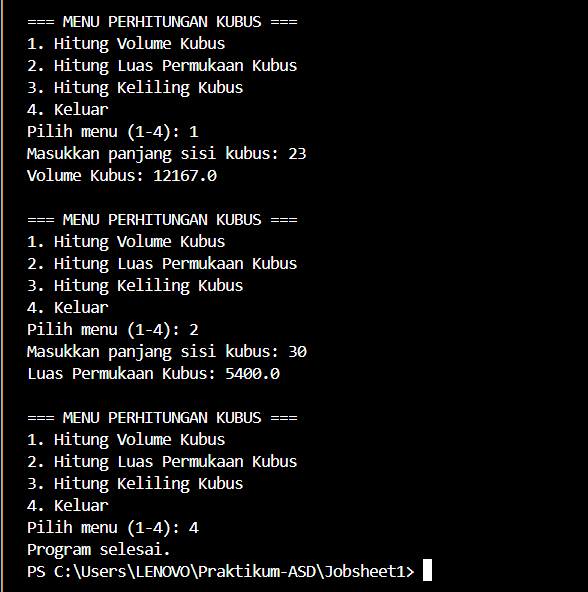 === MENU PERHITUNGAN KUBUS ===
1. Hitung Volume Kubus
2. Hitung Luas Permukaan Kubus
3. Hitung Keliling Kubus
4. Keluar
Pilih menu (1-4): 1
Masukkan panjang sisi kubus: 23
Volume Kubus: 12167.0

=== MENU PERHITUNGAN KUBUS ===
1. Hitung Volume Kubus
2. Hitung Luas Permukaan Kubus
3. Hitung Keliling Kubus
4. Keluar
Pilih menu (1-4): 2
Masukkan panjang sisi kubus: 30
Luas Permukaan Kubus: 5400.0

=== MENU PERHITUNGAN KUBUS ===
1. Hitung Volume Kubus
2. Hitung Luas Permukaan Kubus
3. Hitung Keliling Kubus
4. Keluar
Pilih menu (1-4): 4
Program selesai.
PS C:\Users\LENOVO\Praktikum-ASD\Jobsheet1>